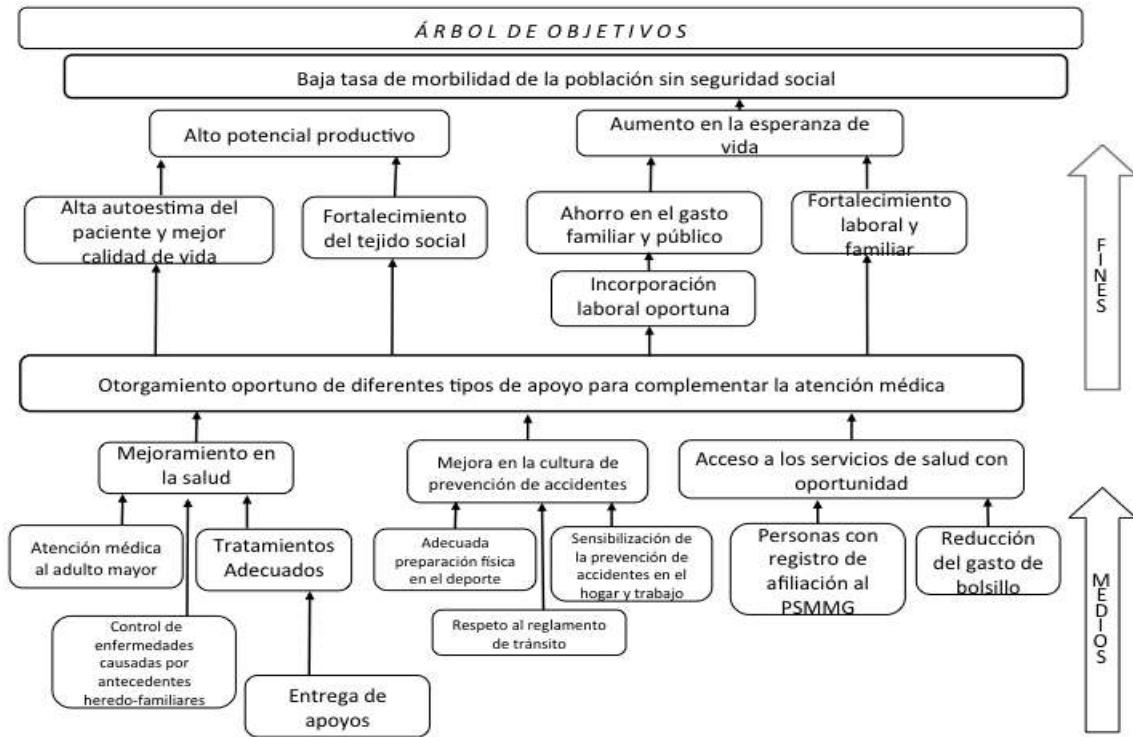 ÁRBOL DE OBJETIVOS
Baja tasa de morbilidad de la población sin seguridad social
Alto potencial productivo
Aumento en la esperanza de
vida
Alta autoestima del
paciente y mejor
calidad de vida
Fortalecimiento
del tejido social
Ahorro en el gasto
familiar y público
Fortalecimiento
laboral y
familiar
Incorporación
laboral oportuna
FINES
Otorgamiento oportuno de diferentes tipos de apoyo para complementar la atención médica
Mejoramiento en
la salud
Mejora en la cultura de
prevención de accidentes
Acceso a los servicios de salud con
oportunidad
Atención médica
al adulto mayor
Tratamientos
Adecuados
Adecuada
preparación física
en el deporte
Sensibilización de
la prevención de
accidentes en el
hogar y trabajo
Personas con
registro de
afiliación al
PSMMG
Reducción
del gasto de
bolsillo
Control de
enfermedades
causadas por
antecedentes
heredo-familiares
Respeto al reglamento
de tránsito
Entrega de
apoyos
MEDIOS